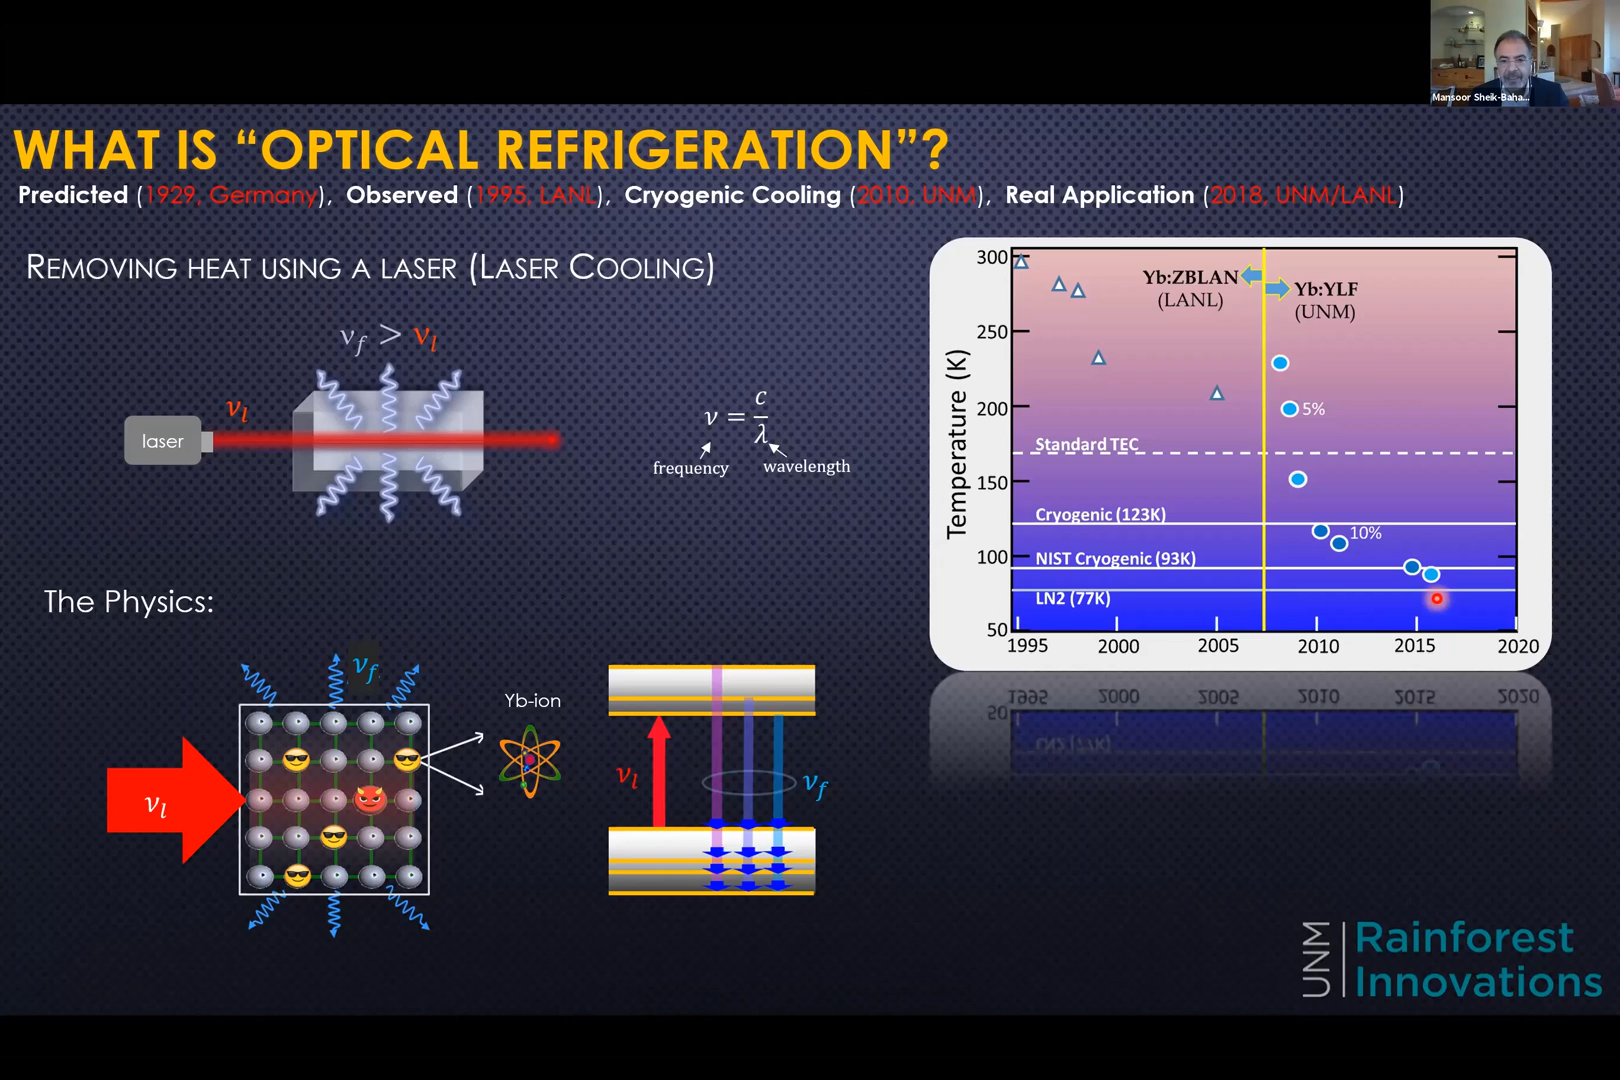 Mansoor Sheik-Baha...
WHAT IS “OPTICAL REFRIGERATION”?
Predicted (1929, Germany), Observed (1995, LANL), Cryogenic Cooling (2010, UNM), Real Application (2018, UNM/LANL)
REMOVING HEAT USING A LASER (LASER COOLING)
νf > νl
νl
laser
ν = c/λ
frequency
wavelength
300
250
200
150
100
50
Temperature (K)
Yb:ZBLAN
(LANL)
Yb:YLF
(UNM)
5%
Standard TEC
Cryogenic (123K)
10%
NIST Cryogenic (93K)
LN2 (77K)
1995 2000 2005 2010 2015 2020
The Physics:
νf
Yb-ion
νl
νl
νf
UNM
Rainforest
Innovations